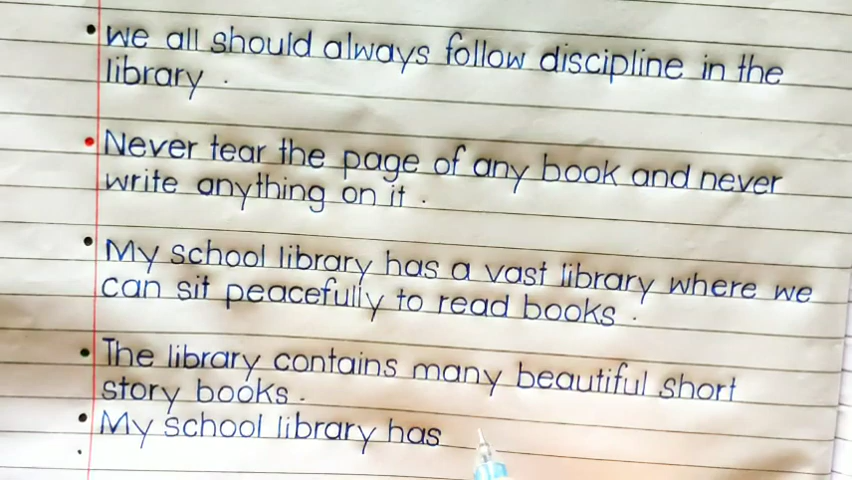 • we all should always follow discipline in the
library .
• Never tear the page of any book and never
write anything on it .
• My school library has a vast library where we
can sit peacefully to read books .
• The library contains many beautiful short
story books .
• My school library has